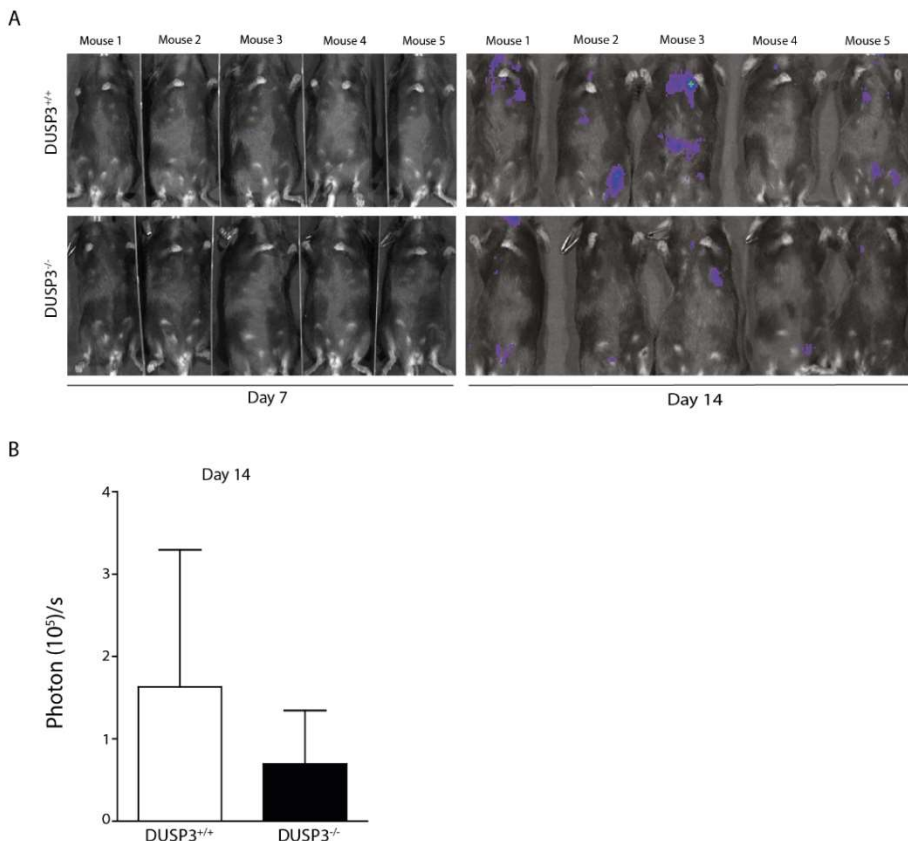 A
Mouse 1 Mouse 2 Mouse 3 Mouse 4 Mouse 5 Mouse 1 Mouse 2 Mouse 3 Mouse 4 Mouse 5
DUSP3+/+
DUSP3-/-
Day 7 Day 14
B
Day 14
4
3
2
1
0
Photon (10⁵)/s
DUSP3+/+ DUSP3-/-